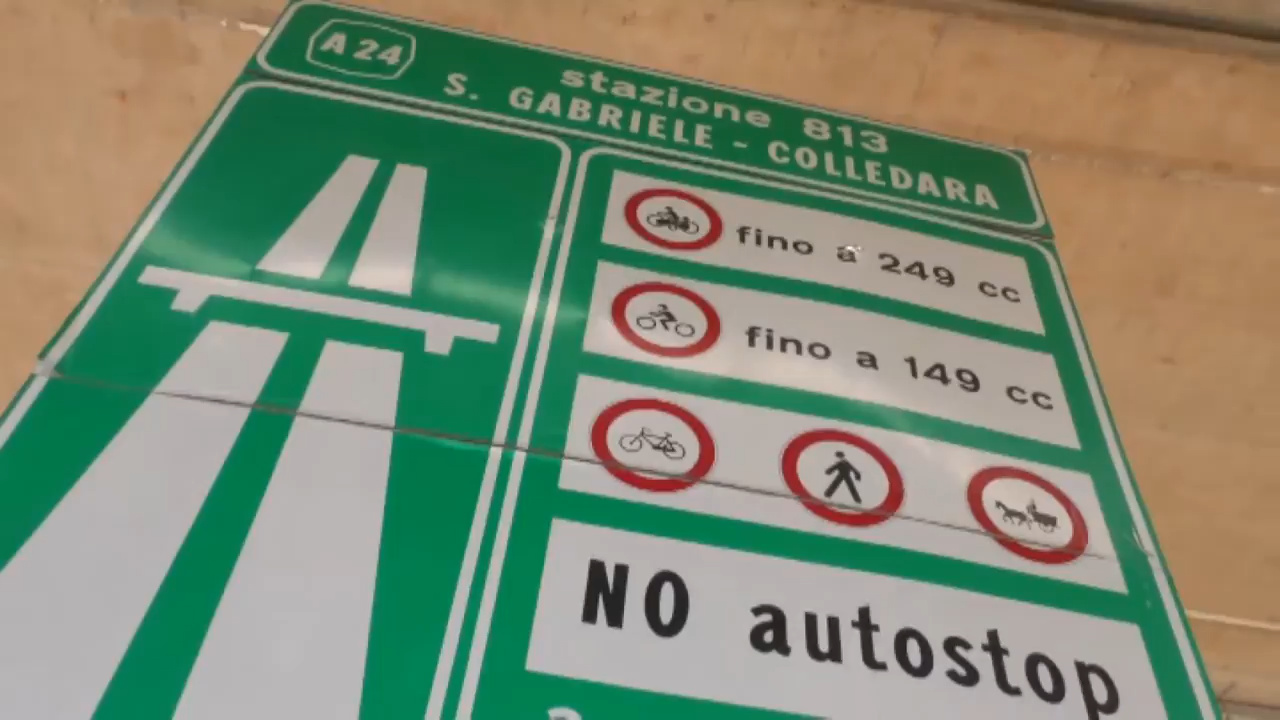 A 24
stazione 813
S. GABRIELE - COLLEDARA
fino a 249 cc
fino a 149 cc
NO autostop